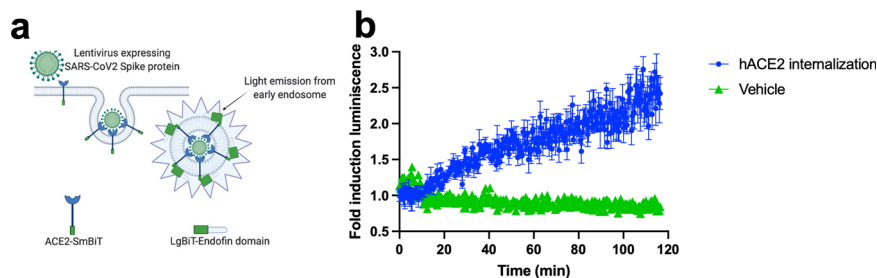 a
Lentivirus expressing
SARS-CoV2 Spike protein
Light emission from
early endosome
ACE2-SmBiT
LgBiT-Endofin domain
b
Fold induction luminiscence
3.0
2.5
2.0
1.5
1.0
0.5
0
20
40
60
80
100
120
Time (min)
hACE2 internalization
Vehicle